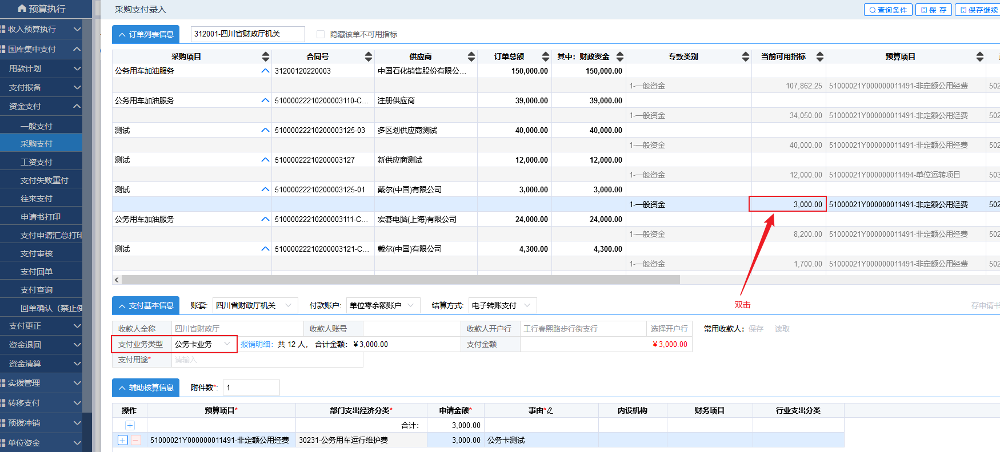 预算执行
收入预算执行
国库集中支付
用款计划
支付报备
资金支付
一般支付
采购支付
工资支付
支付失败重付
往来支付
申请书打印
支付申请汇总打印
支付审核
支付回单
支付查询
回单确认（禁止使
支付更正
资金退回
资金清算
实拨管理
转移支付
预拨冲销
单位资金
采购支付录入
查询条件 保 存 保存继续
订单列表信息 312001-四川省财政厅机关 隐藏该单不可用指标
采购项目 合同号 供应商 订单总额 其中：财政资金 专款类别 当前可用指标 预算项目
公务用车加油服务 31200120220003 中国石化销售股份有限公... 150,000.00 150,000.00
1-一般资金 107,862.25 51000021Y000000011491-非定额公用经费 502
公务用车加油服务 51000022210200003110-C... 注册供应商 39,000.00 39,000.00
1-一般资金 34,050.00 51000021Y000000011491-非定额公用经费 502
测试 51000022210200003125-03 多区划供应商测试 40,000.00 40,000.00
1-一般资金 40,000.00 51000021Y000000011491-非定额公用经费 502
测试 51000022210200003127 新供应商测试 12,000.00 12,000.00
1-一般资金 12,000.00 51000021Y000000011494-单位运转项目 503
测试 51000022210200003125-01 戴尔(中国)有限公司 3,000.00 3,000.00
1-一般资金 3,000.00 51000021Y000000011491-非定额公用经费 502
公务用车加油服务 51000022210200003111-C... 宏碁电脑(上海)有限公司 24,000.00 24,000.00
1-一般资金 8,200.00 51000021Y000000011491-非定额公用经费 502
测试 51000022210200003121-C... 戴尔(中国)有限公司 4,300.00 4,300.00
1-一般资金 1,700.00 51000021Y000000011491-非定额公用经费 502
双击
支付基本信息 账套: 四川省财政厅机关 付款账户: 单位零余额账户 结算方式: 电子转账支付 存申请书
收款人全称 四川省财政厅 收款人账号 收款人开户行 工行春熙路步行街支行 选择开户行 常用收款人： 保存 读取
支付业务类型 公务卡业务 报销明细: 共 12 人， 合计金额：￥3,000.00 支付金额 ￥3,000.00
支付用途* 请输入
辅助核算信息 附件数*: 1
操作 预算项目* 部门支出经济分类* 申请金额* 事由* 内设机构 财务项目 行业支出分类
合计： 3,000.00
51000021Y000000011491-非定额公用经费 30231-公务用车运行维护费 3,000.00 公务卡测试